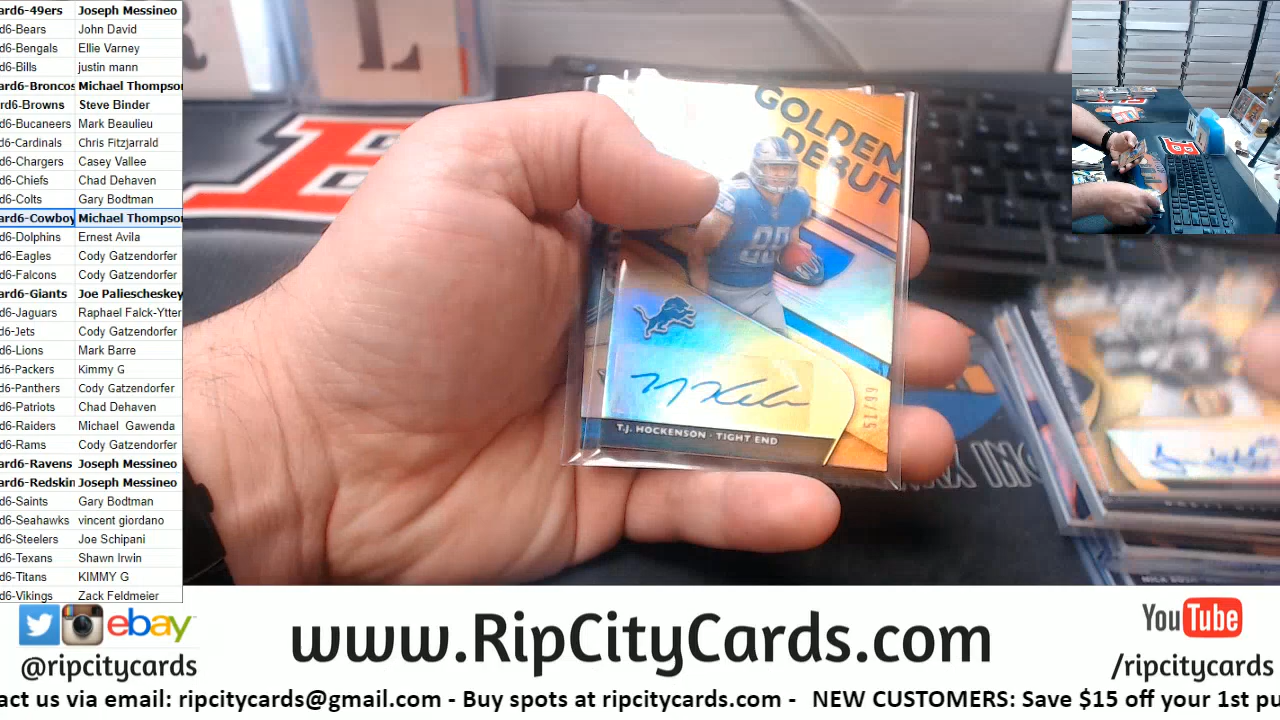 ard6-49ers Joseph Messineo
d6-Bears John David
d6-Bengals Ellie Varney
d6-Bills justin mann
ard6-Broncos Michael Thompson
ard6-Browns Steve Binder
d6-Bucaneers Mark Beaulieu
d6-Cardinals Chris Fitzjarrald
d6-Chargers Casey Vallee
d6-Chiefs Chad Dehaven
d6-Colts Gary Bodtman
ard6-Cowboy Michael Thompson
d6-Dolphins Ernest Avila
d6-Eagles Cody Gatzendorfer
d6-Falcons Cody Gatzendorfer
ard6-Giants Joe Paliescheskey
d6-Jaguars Raphael Falck-Ytter
d6-Jets Cody Gatzendorfer
d6-Lions Mark Barre
d6-Packers Kimmy G
d6-Panthers Cody Gatzendorfer
d6-Patriots Chad Dehaven
d6-Raiders Michael Gawenda
d6-Rams Cody Gatzendorfer
ard6-Ravens Joseph Messineo
ard6-Redskin Joseph Messineo
d6-Saints Gary Bodtman
d6-Seahawks vincent giordano
d6-Steelers Joe Schipani
d6-Texans Shawn Irwin
d6-Titans KIMMY G
d6-Vikings Zack Feldmeier
GOLDEN
DEBUT
88
T.J. HOCKENSON · TIGHT END
51/99
ebay
@ripcitycards
www.RipCityCards.com
YouTube
/ripcitycards
act us via email: ripcitycards@gmail.com - Buy spots at ripcitycards.com - NEW CUSTOMERS: Save $15 off your 1st pu